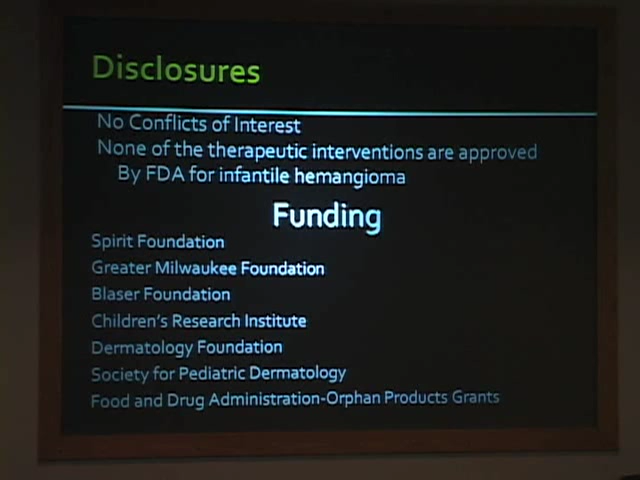 Disclosures
No Conflicts of Interest
None of the therapeutic interventions are approved
By FDA for infantile hemangioma
Funding
Spirit Foundation
Greater Milwaukee Foundation
Blaser Foundation
Children's Research Institute
Dermatology Foundation
Society for Pediatric Dermatology
Food and Drug Administration-Orphan Products Grants